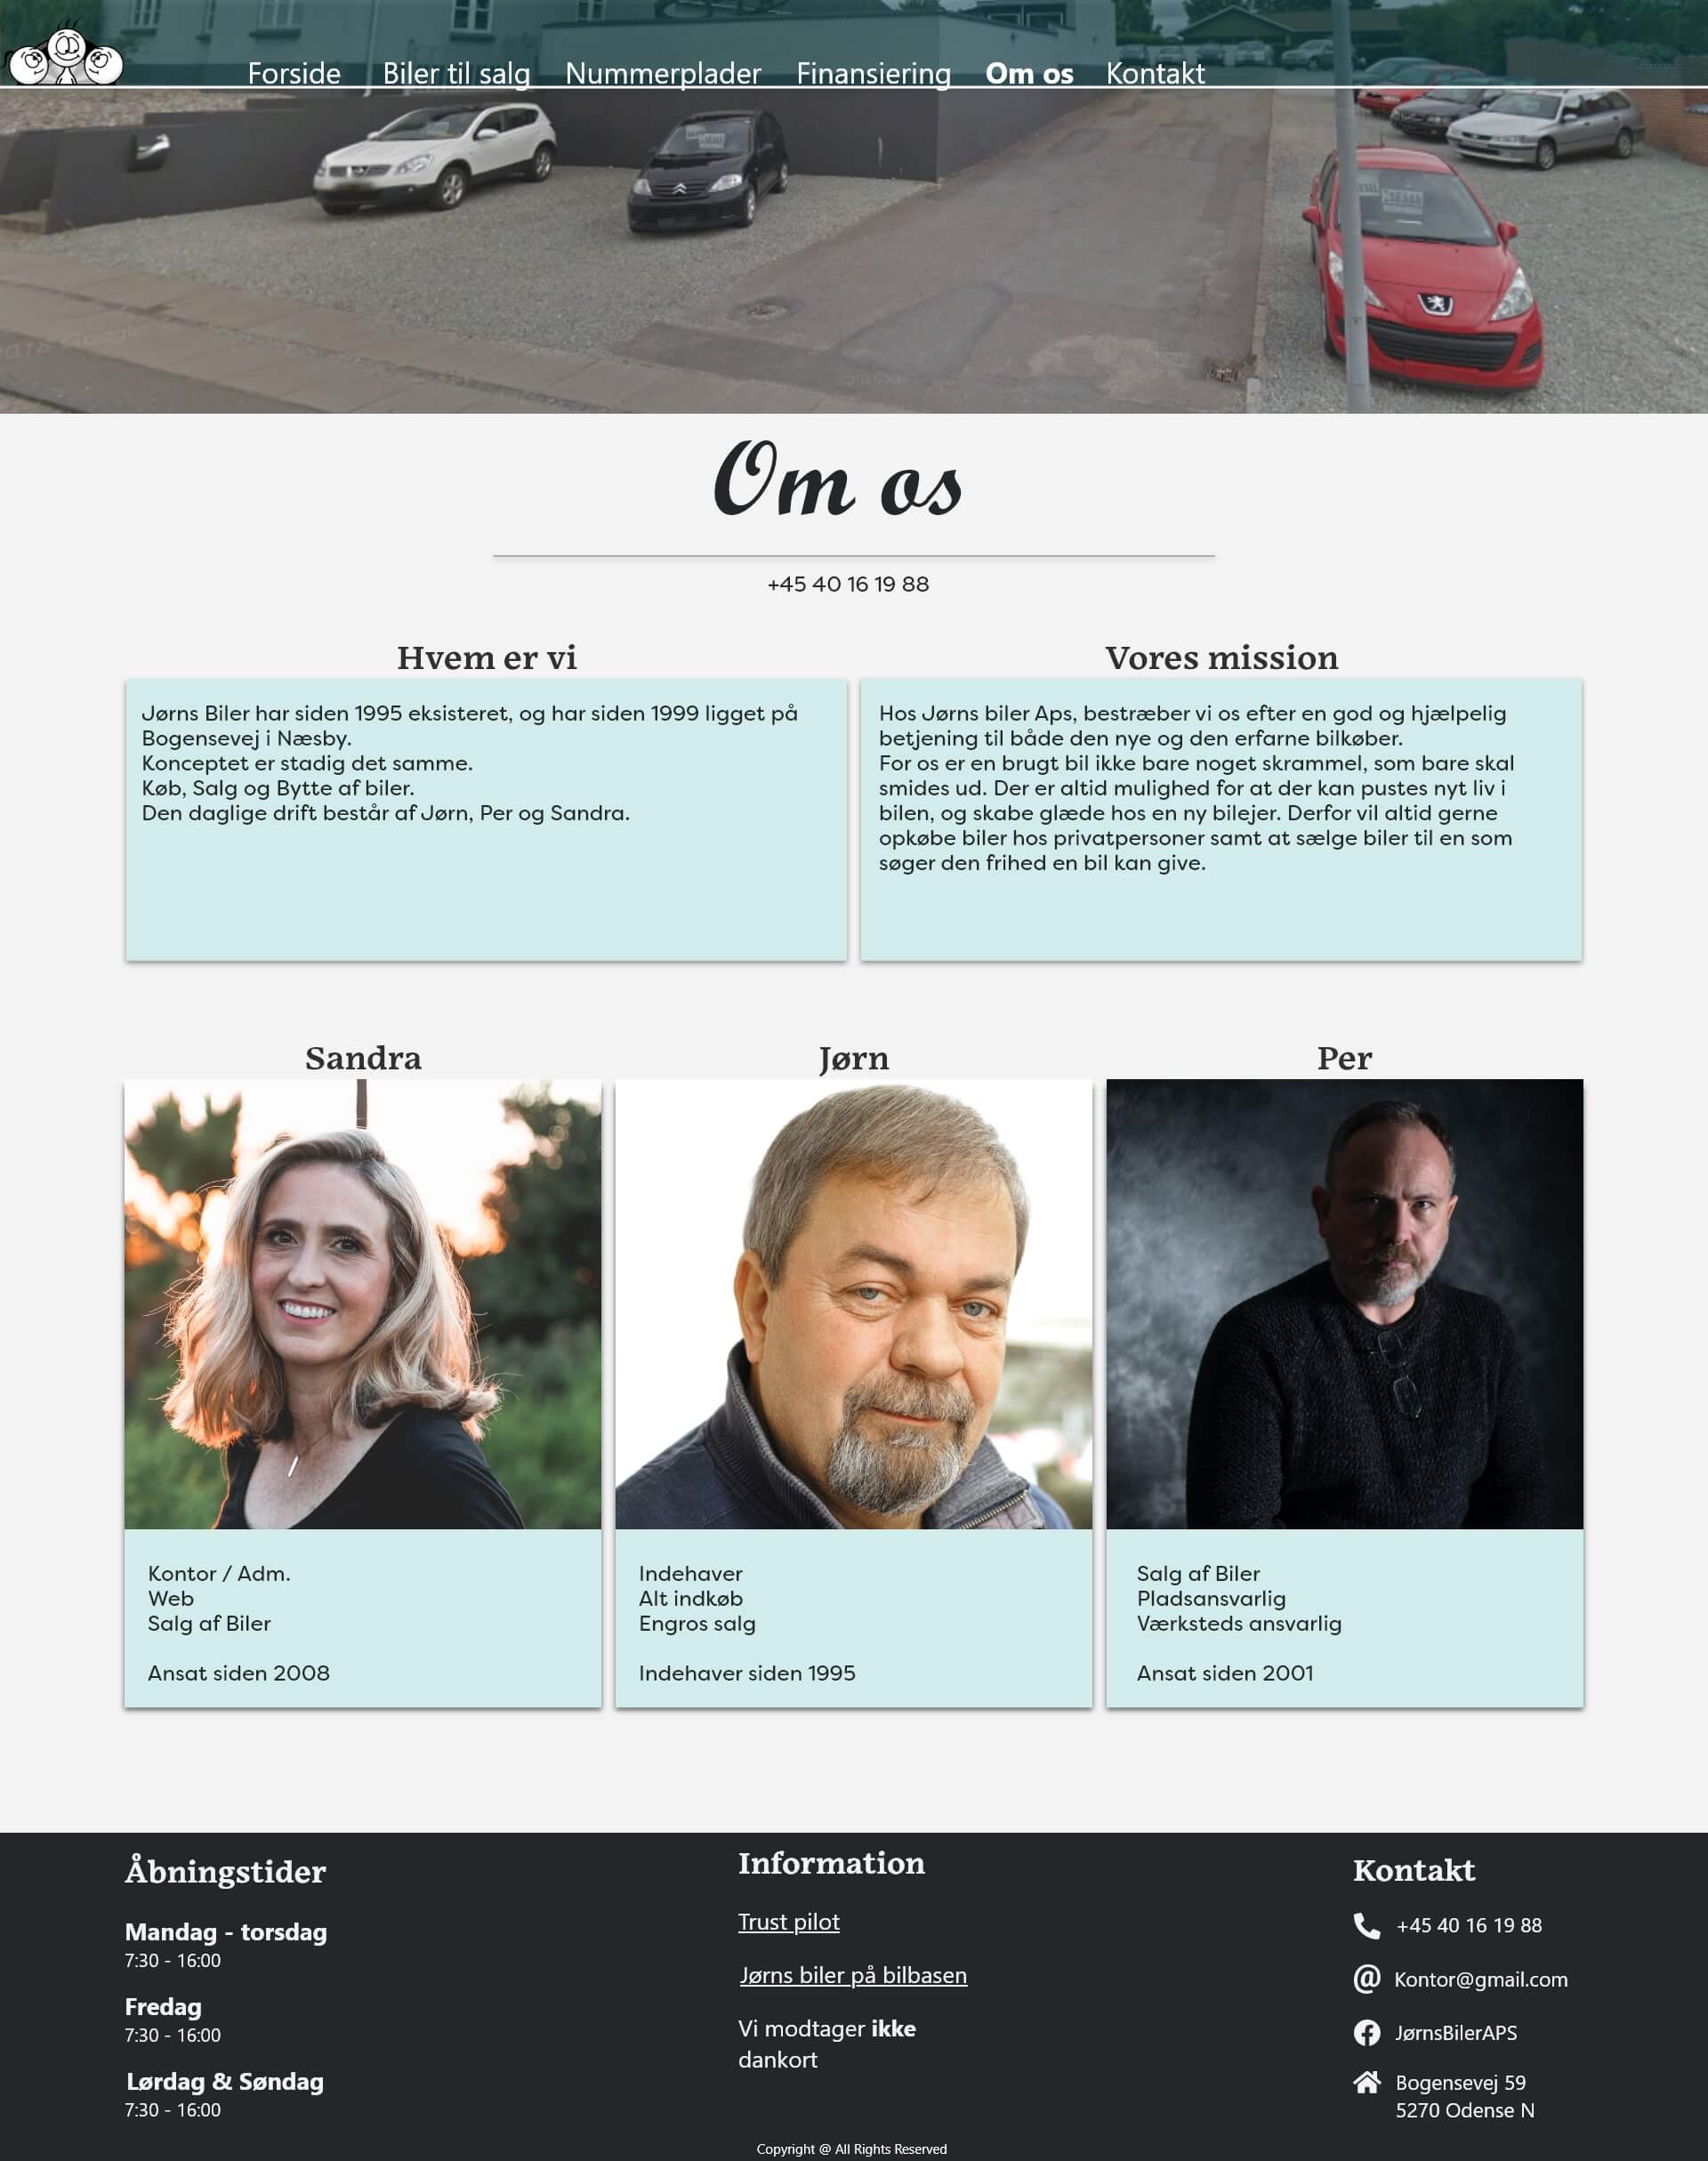 Forside Biler til salg Nummerplader Finansiering Om os Kontakt
Om os
+45 40 16 19 88
Hvem er vi
Jørns Biler har siden 1995 eksisteret, og har siden 1999 ligget på
Bogensevej i Næsby.
Konceptet er stadig det samme.
Køb, Salg og Bytte af biler.
Den daglige drift består af Jørn, Per og Sandra.
Vores mission
Hos Jørns biler Aps, bestræber vi os efter en god og hjælpelig
betjening til både den nye og den erfarne bilkøber.
For os er en brugt bil ikke bare noget skrammel, som bare skal
smides ud. Der er altid mulighed for at der kan pustes nyt liv i
bilen, og skabe glæde hos en ny bilejer. Derfor vil altid gerne
opkøbe biler hos privatpersoner samt at sælge biler til en som
søger den frihed en bil kan give.
Sandra
Kontor / Adm.
Web
Salg af Biler
Ansat siden 2008
Jørn
Indehaver
Alt indkøb
Engros salg
Indehaver siden 1995
Per
Salg af Biler
Pladsansvarlig
Værksteds ansvarlig
Ansat siden 2001
Åbningstider
Mandag - torsdag
7:30 - 16:00
Fredag
7:30 - 16:00
Lørdag & Søndag
7:30 - 16:00
Information
Trust pilot
Jørns biler på bilbasen
Vi modtager ikke
dankort
Kontakt
+45 40 16 19 88
Kontor@gmail.com
JørnsBilerAPS
Bogensevej 59
5270 Odense N
Copyright @ All Rights Reserved